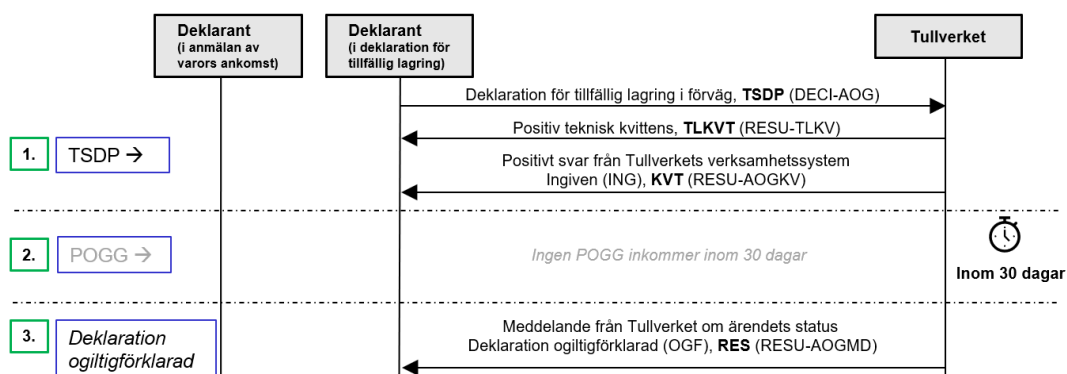 Deklarant
(i anmälan av
varors ankomst)
Deklarant
(i deklaration för
tillfällig lagring)
Tullverket
Deklaration för tillfällig lagring i förväg, TSDP (DECI-AOG)
Positiv teknisk kvittens, TLKVT (RESU-TLKV)
1.
TSDP →
Positivt svar från Tullverkets verksamhetssystem
Ingiven (ING), KVT (RESU-AOGKV)
2.
POGG →
Ingen POGG inkommer inom 30 dagar
Inom 30 dagar
3.
Deklaration
ogiltigförklarad
Meddelande från Tullverket om ärendets status
Deklaration ogiltigförklarad (OGF), RES (RESU-AOGMD)